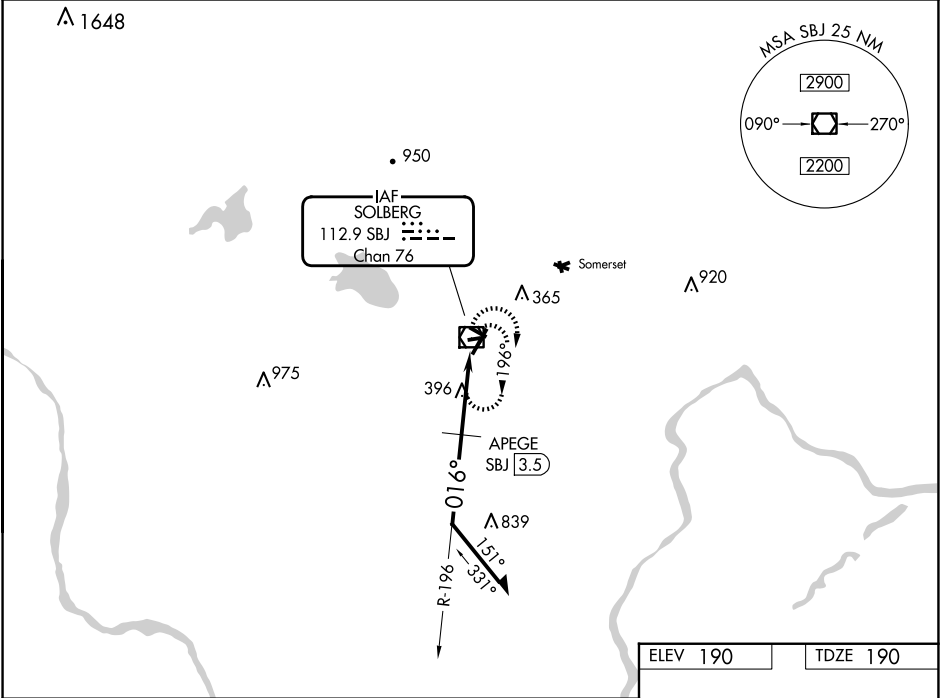 1648
MSA SBJ 25 NM
2900
090°
270°
2200
950
IAF
SOLBERG
112.9 SBJ
Chan 76
Somerset
365
920
975
396
196°
APEGE
SBJ 3.5
016°
839
151°
331°
R-196
ELEV 190
TDZE 190